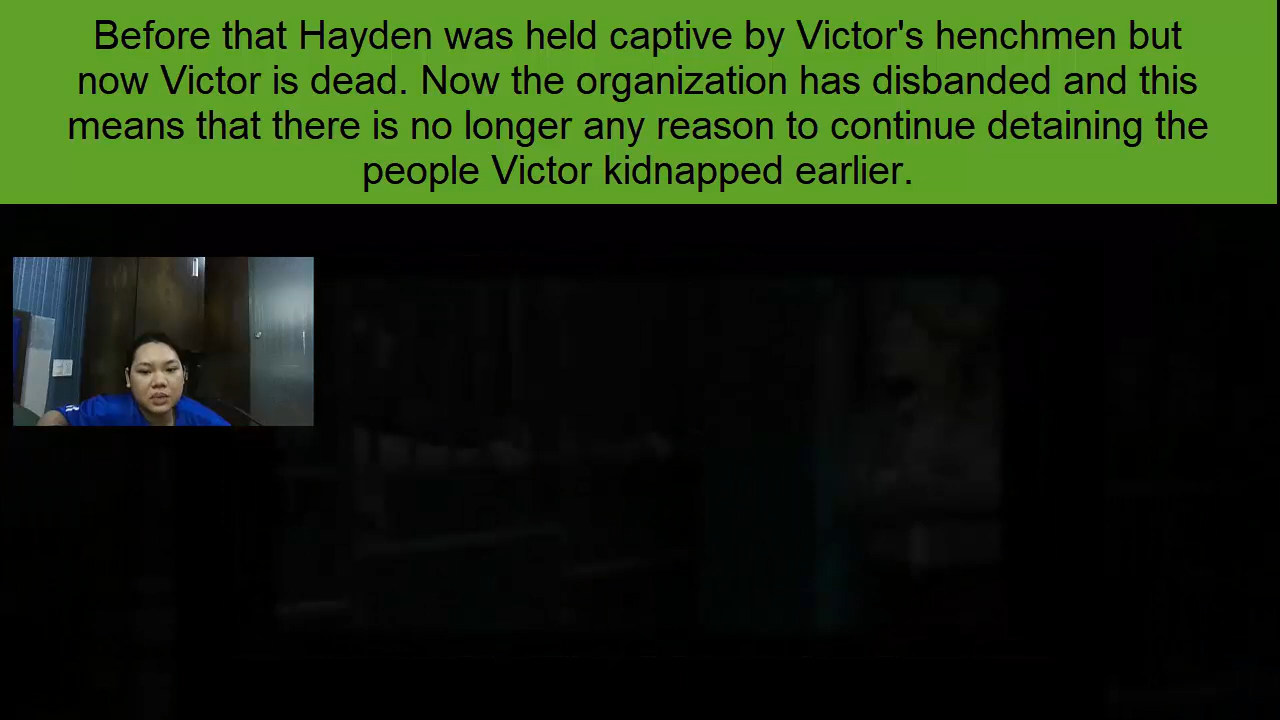 Before that Hayden was held captive by Victor's henchmen but
now Victor is dead. Now the organization has disbanded and this
means that there is no longer any reason to continue detaining the
people Victor kidnapped earlier.